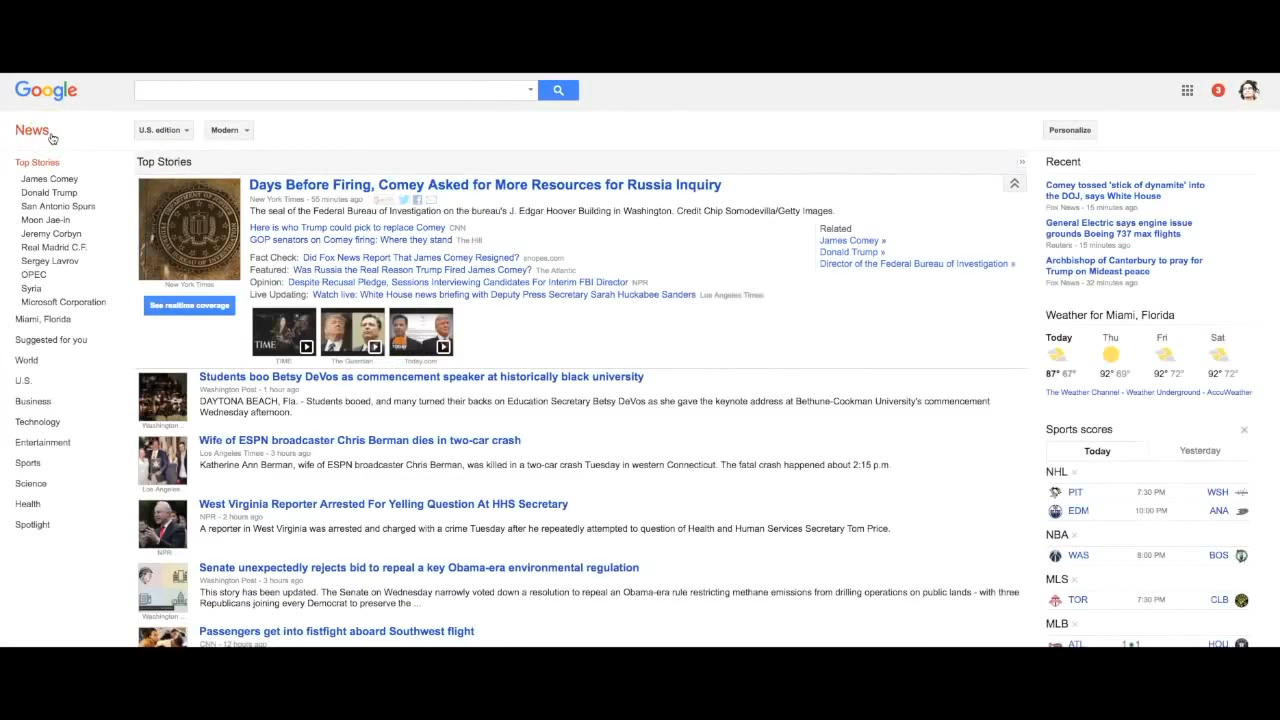 Google
3
News
U.S. edition
Modern
Personalize
Top Stories
James Comey
Donald Trump
San Antonio Spurs
Moon Jae-in
Jeremy Corbyn
Real Madrid C.F.
Sergey Lavrov
OPEC
Syria
Microsoft Corporation
Miami, Florida
Suggested for you
World
U.S.
Business
Technology
Entertainment
Sports
Science
Health
Spotlight
Top Stories
Days Before Firing, Comey Asked for More Resources for Russia Inquiry
New York Times - 55 minutes ago
The seal of the Federal Bureau of Investigation on the bureau's J. Edgar Hoover Building in Washington. Credit Chip Somodevilla/Getty Images.
Here is who Trump could pick to replace Comey CNN
GOP senators on Comey firing: Where they stand The Hill
Fact Check: Did Fox News Report That James Comey Resigned? snopes.com
Featured: Was Russia the Real Reason Trump Fired James Comey? The Atlantic
Opinion: Despite Recusal Pledge, Sessions Interviewing Candidates For Interim FBI Director NPR
Live Updating: Watch live: White House news briefing with Deputy Press Secretary Sarah Huckabee Sanders Los Angeles Times
New York Times
See realtime coverage
Related
James Comey »
Donald Trump »
Director of the Federal Bureau of Investigation »
TIME
TIME
The Guardian
Today.com
Students boo Betsy DeVos as commencement speaker at historically black university
Washington Post - 1 hour ago
DAYTONA BEACH, Fla. - Students booed, and many turned their backs on Education Secretary Betsy DeVos as she gave the keynote address at Bethune-Cookman University's commencement
Wednesday afternoon.
Washington ...
Wife of ESPN broadcaster Chris Berman dies in two-car crash
Los Angeles Times - 3 hours ago
Katherine Ann Berman, wife of ESPN broadcaster Chris Berman, was killed in a two-car crash Tuesday in western Connecticut. The fatal crash happened about 2:15 p.m.
Los Angeles
West Virginia Reporter Arrested For Yelling Question At HHS Secretary
NPR - 2 hours ago
A reporter in West Virginia was arrested and charged with a crime Tuesday after he repeatedly attempted to question of Health and Human Services Secretary Tom Price.
NPR
Senate unexpectedly rejects bid to repeal a key Obama-era environmental regulation
Washington Post - 3 hours ago
This story has been updated. The Senate on Wednesday narrowly voted down a resolution to repeal an Obama-era rule restricting methane emissions from drilling operations on public lands - with three
Republicans joining every Democrat to preserve the ...
Washington ...
Passengers get into fistfight aboard Southwest flight
CNN - 12 hours ago
Recent
Comey tossed 'stick of dynamite' into
the DOJ, says White House
Fox News - 15 minutes ago
General Electric says engine issue
grounds Boeing 737 max flights
Reuters - 15 minutes ago
Archbishop of Canterbury to pray for
Trump on Mideast peace
Fox News - 32 minutes ago
Weather for Miami, Florida
Today Thu Fri Sat
87° 67° 92° 69° 92° 72° 92° 72°
The Weather Channel - Weather Underground - AccuWeather
Sports scores
Today Yesterday
NHL
PIT 7:30 PM WSH
EDM 10:00 PM ANA
NBA
WAS 8:00 PM BOS
MLS
TOR 7:30 PM CLB
MLB
ATL HOU